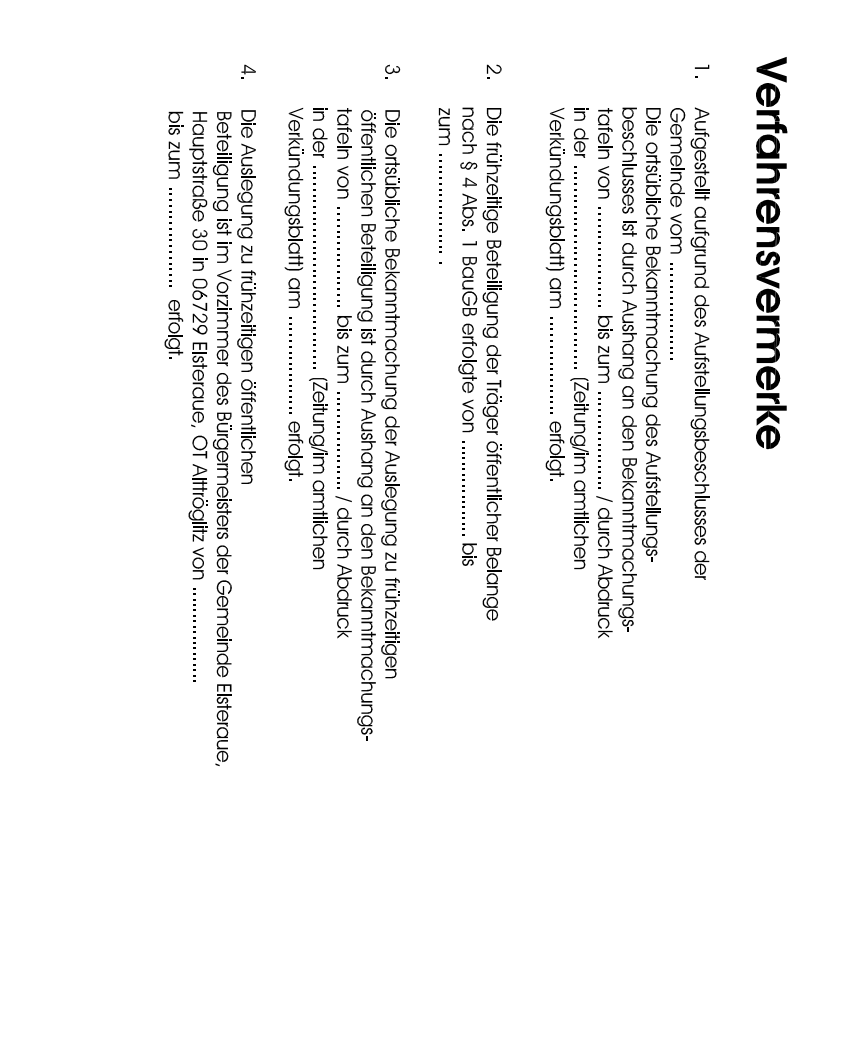 Verfahrensvermerke
1. Aufgestellt aufgrund des Aufstellungsbeschlusses der
Gemeinde vom ..................
Die ortsübliche Bekanntmachung des Aufstellungs-
beschlusses ist durch Aushang an den Bekanntmachungs-
tafeln von .................. bis zum .................. / durch Abdruck
in der ..................................... (Zeitung/im amtlichen
Verkündungsblatt) am .................. erfolgt.
2. Die frühzeitige Beteiligung der Träger öffentlicher Belange
nach § 4 Abs. 1 BauGB erfolgte von .................. bis
zum .................. .
3. Die ortsübliche Bekanntmachung der Auslegung zu frühzeitigen
öffentlichen Beteiligung ist durch Aushang an den Bekanntmachungs-
tafeln von .................. bis zum .................. / durch Abdruck
in der ..................................... (Zeitung/im amtlichen
Verkündungsblatt) am .................. erfolgt.
4. Die Auslegung zu frühzeitigen öffentlichen
Beteiligung ist im Vorzimmer des Bürgermeisters der Gemeinde Elsteraue,
Hauptstraße 30 in 06729 Elsteraue, OT Alttröglitz von ..................
bis zum .................. erfolgt.